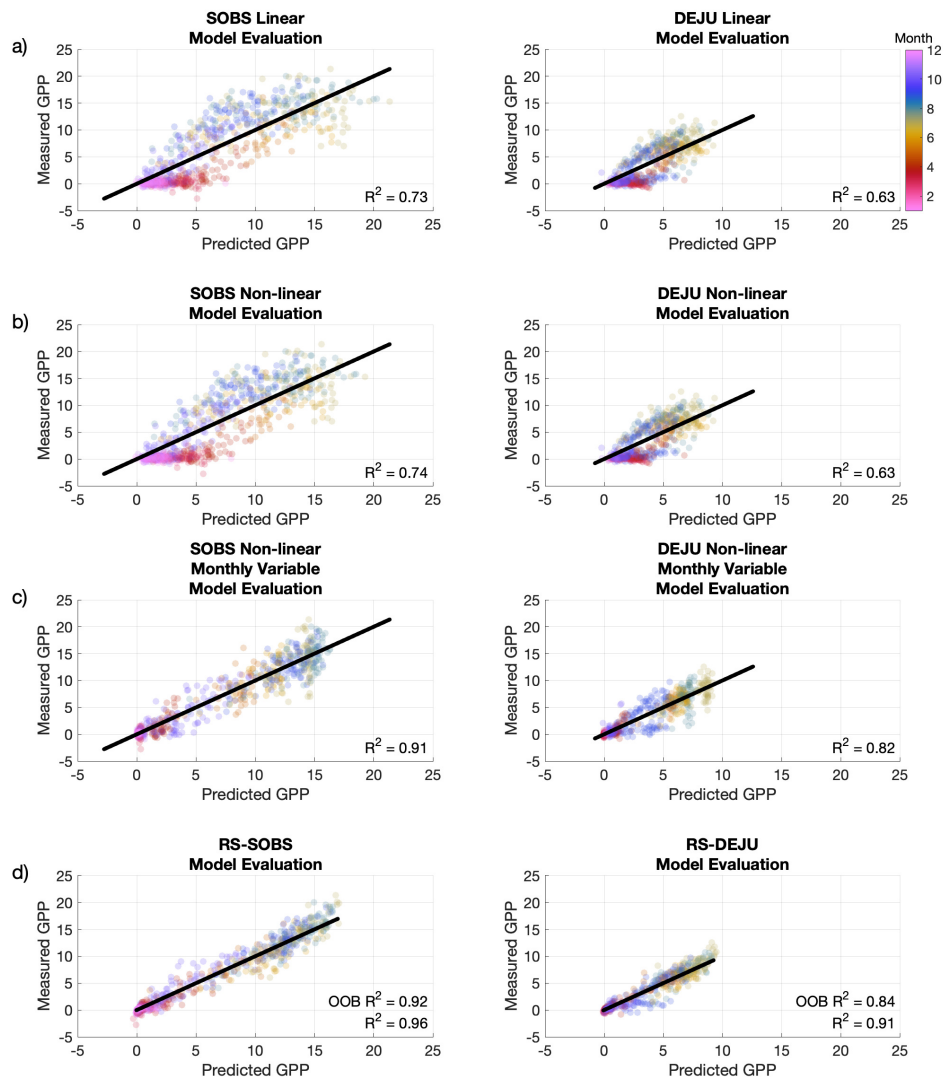 a)
SOBS Linear
Model Evaluation
Measured GPP
25
20
15
10
5
0
-5
R² = 0.73
-5 0 5 10 15 20 25
Predicted GPP
DEJU Linear
Model Evaluation
Measured GPP
25
20
15
10
5
0
-5
R² = 0.63
-5 0 5 10 15 20 25
Predicted GPP
Month
12
10
8
6
4
2
b)
SOBS Non-linear
Model Evaluation
Measured GPP
25
20
15
10
5
0
-5
R² = 0.74
-5 0 5 10 15 20 25
Predicted GPP
DEJU Non-linear
Model Evaluation
Measured GPP
25
20
15
10
5
0
-5
R² = 0.63
-5 0 5 10 15 20 25
Predicted GPP
c)
SOBS Non-linear
Monthly Variable
Model Evaluation
Measured GPP
25
20
15
10
5
0
-5
R² = 0.91
-5 0 5 10 15 20 25
Predicted GPP
DEJU Non-linear
Monthly Variable
Model Evaluation
Measured GPP
25
20
15
10
5
0
-5
R² = 0.82
-5 0 5 10 15 20 25
Predicted GPP
d)
RS-SOBS
Model Evaluation
Measured GPP
25
20
15
10
5
0
-5
OOB R² = 0.92
R² = 0.96
-5 0 5 10 15 20 25
Predicted GPP
RS-DEJU
Model Evaluation
Measured GPP
25
20
15
10
5
0
-5
OOB R² = 0.84
R² = 0.91
-5 0 5 10 15 20 25
Predicted GPP